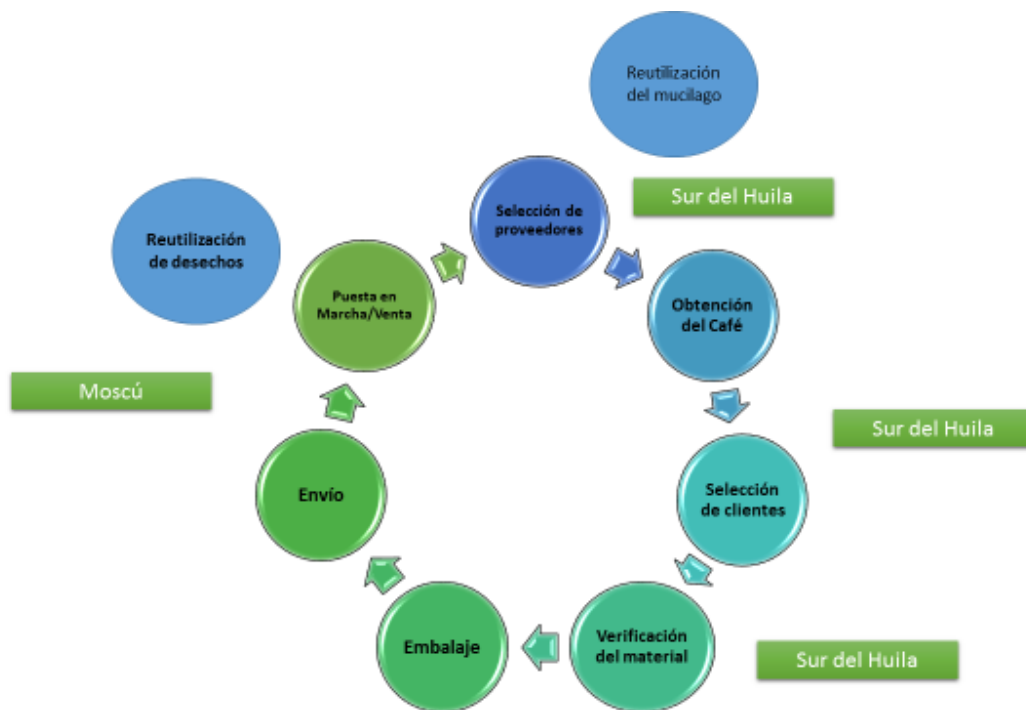 Reutilización
del mucilago
Sur del Huila
Selección de
proveedores
Reutilización
de desechos
Puesta en
Marcha/Venta
Obtención
del Café
Moscú
Sur del Huila
Envío
Selección
de clientes
Embalaje
Verificación
del material
Sur del Huila